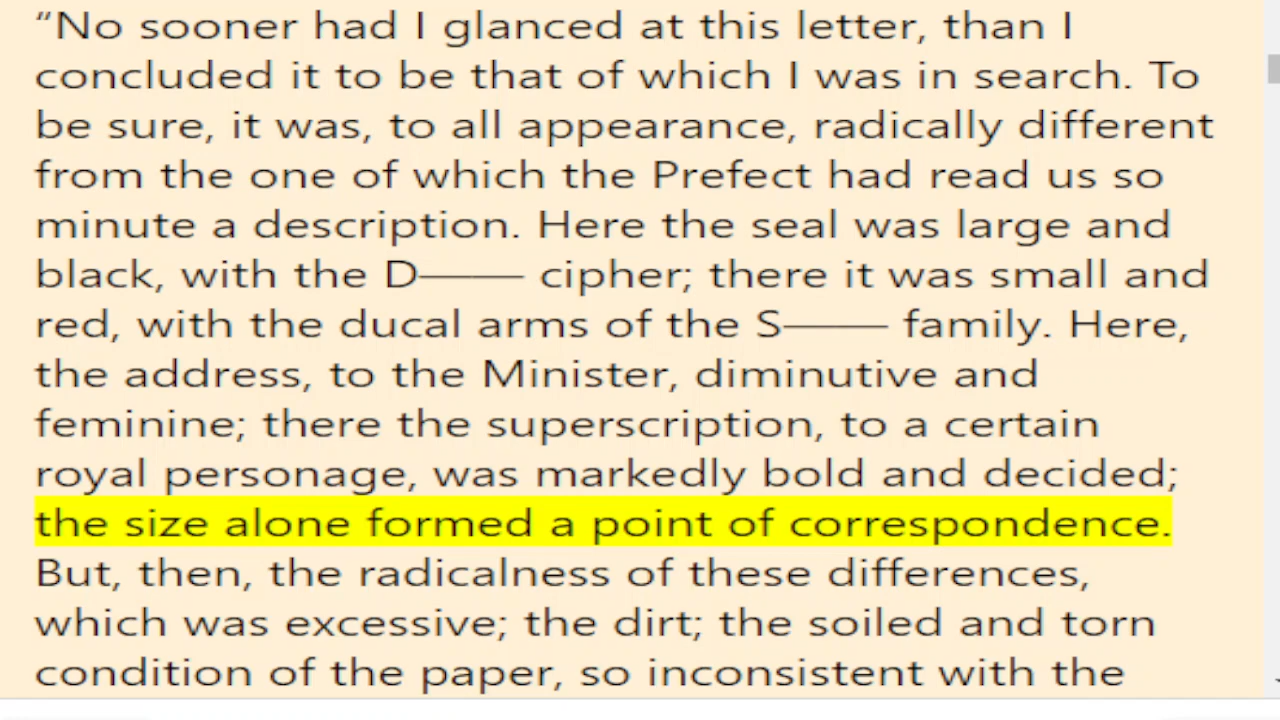 “No sooner had I glanced at this letter, than I
concluded it to be that of which I was in search. To
be sure, it was, to all appearance, radically different
from the one of which the Prefect had read us so
minute a description. Here the seal was large and
black, with the D—— cipher; there it was small and
red, with the ducal arms of the S—— family. Here,
the address, to the Minister, diminutive and
feminine; there the superscription, to a certain
royal personage, was markedly bold and decided;
the size alone formed a point of correspondence.
But, then, the radicalness of these differences,
which was excessive; the dirt; the soiled and torn
condition of the paper, so inconsistent with the